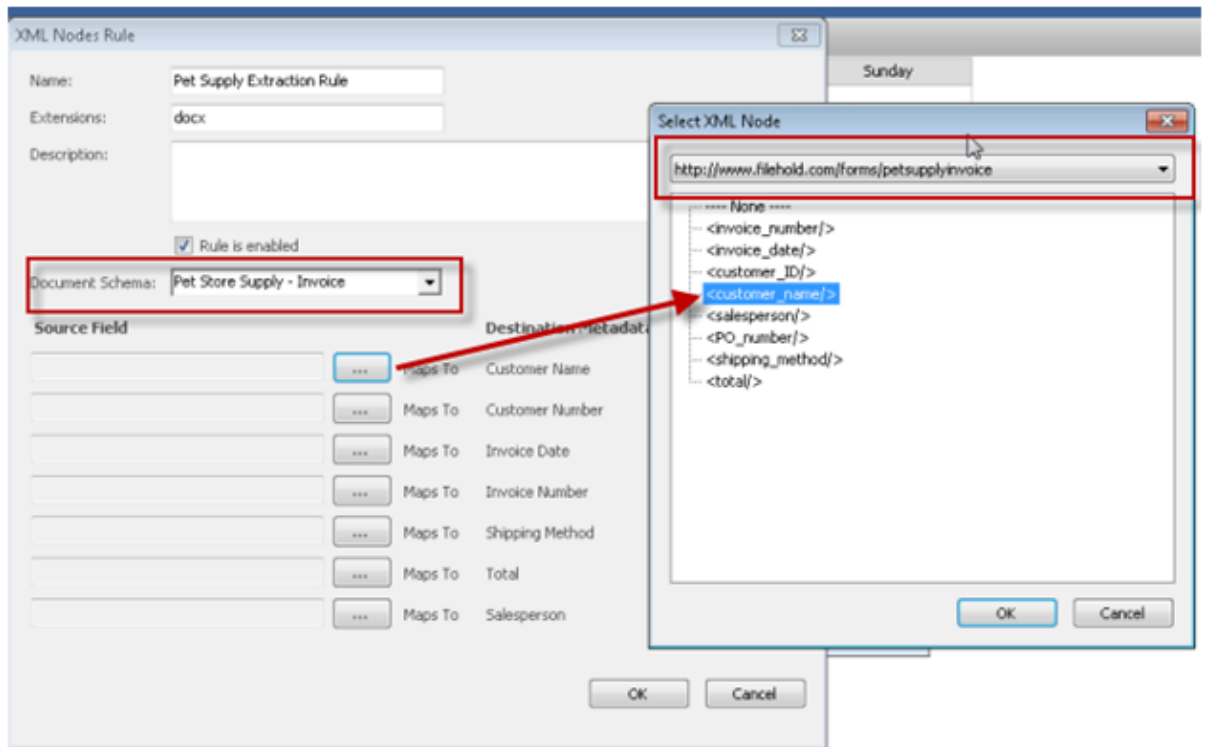 XML Nodes Rule
Name: Pet Supply Extraction Rule
Extensions: docx
Description:
Rule is enabled
Document Schema: Pet Store Supply - Invoice
Source Field Destination Metadata
... Maps To Customer Name
... Maps To Customer Number
... Maps To Invoice Date
... Maps To Invoice Number
... Maps To Shipping Method
... Maps To Total
... Maps To Salesperson
OK Cancel
Sunday
Select XML Node
http://www.filehold.com/forms/petsupplyinvoice
---- None ----
<invoice_number/>
<invoice_date/>
<customer_ID/>
<customer_name/>
<salesperson/>
<PO_number/>
<shipping_method/>
<total/>
OK Cancel